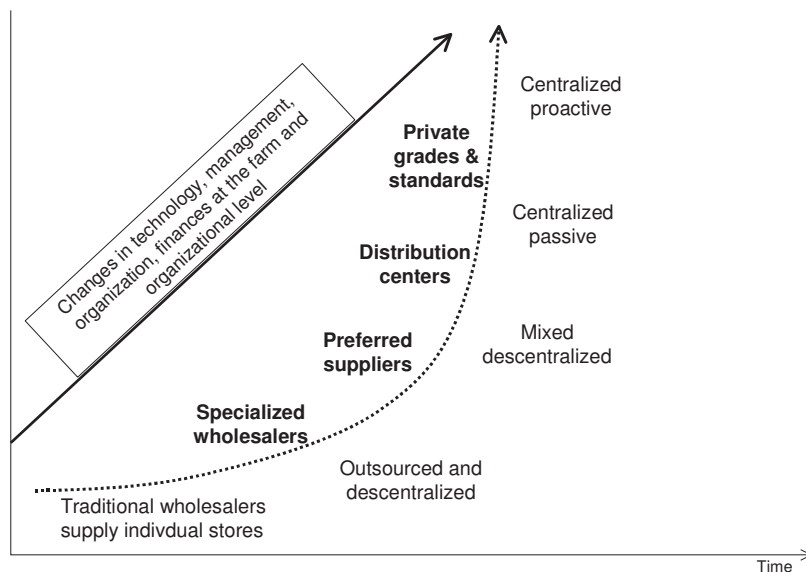 Changes in technology, management,
organization, finances at the farm and
organizational level
Centralized
proactive
Private
grades &
standards
Centralized
passive
Distribution
centers
Mixed
descentralized
Preferred
suppliers
Specialized
wholesalers
Outsourced and
descentralized
Traditional wholesalers
supply indivdual stores
Time